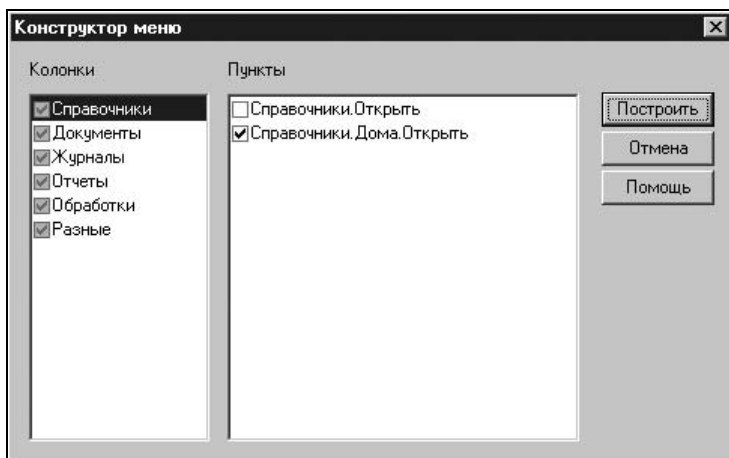 Конструктор меню
Колонки
Пункты
Справочники
Документы
Журналы
Отчеты
Обработки
Разные
Справочники.Открыть
Справочники.Дома.Открыть
Построить
Отмена
Помощь